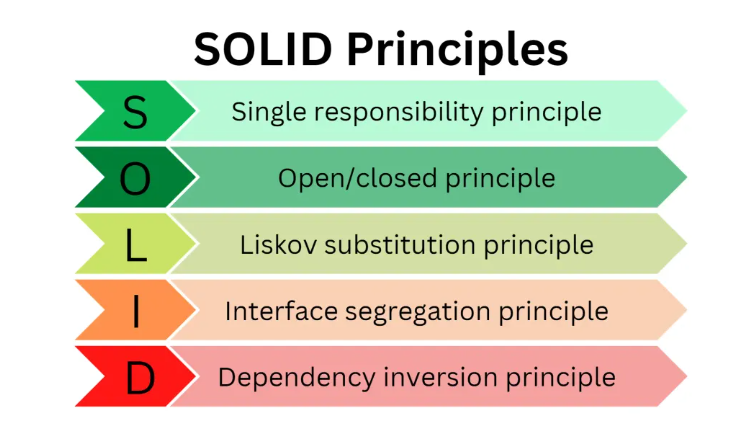 SOLID Principles
S Single responsibility principle
O Open/closed principle
L Liskov substitution principle
I Interface segregation principle
D Dependency inversion principle